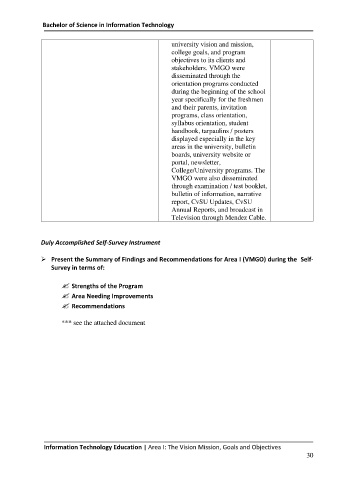 Bachelor of Science in Information Technology
university vision and mission,
college goals, and program
objectives to its clients and
stakeholders. VMGO were
disseminated through the
orientation programs conducted
during the beginning of the school
year specifically for the freshmen
and their parents, invitation
programs, class orientation,
syllabus orientation, student
handbook, tarpaulins / posters
displayed especially in the key
areas in the university, bulletin
boards, university website or
portal, newsletter,
College/University programs. The
VMGO were also disseminated
through examination / test booklet,
bulletin of information, narrative
report, CvSU Updates, CvSU
Annual Reports, and broadcast in
Television through Mendez Cable.
Duly Accomplished Self-Survey Instrument
➢ Present the Summary of Findings and Recommendations for Area I (VMGO) during the Self-
Survey in terms of:
Strengths of the Program
Area Needing Improvements
Recommendations
*** see the attached document
Information Technology Education | Area I: The Vision Mission, Goals and Objectives
30